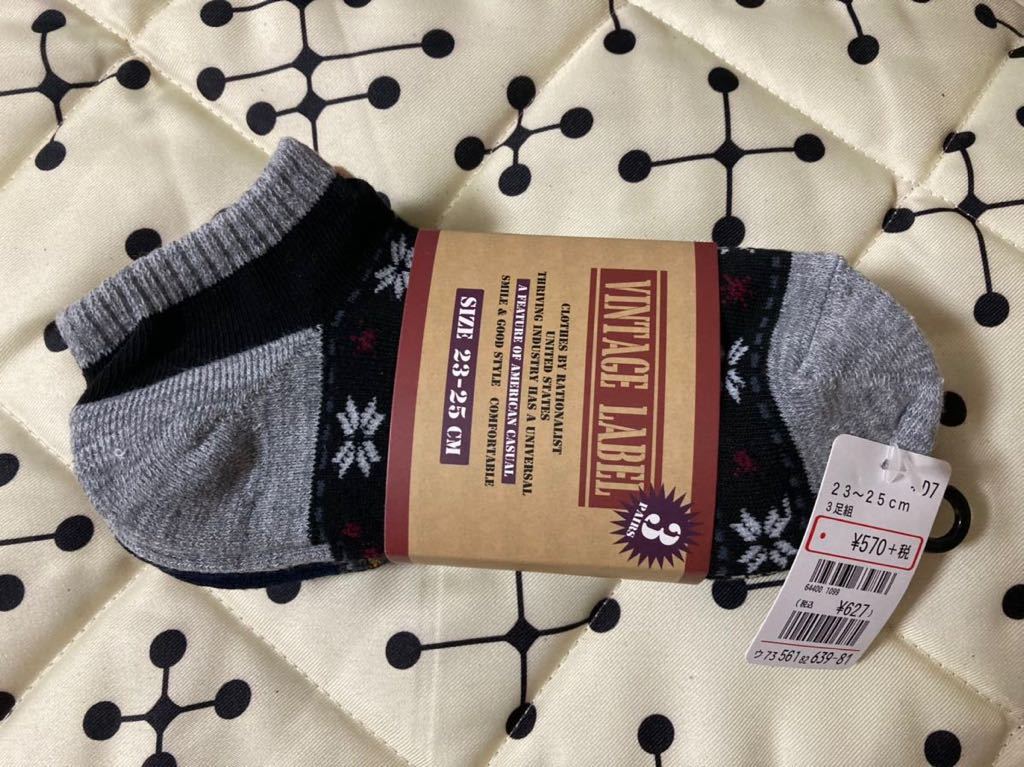 VINTAGE LABEL
CLOTHES BY RATIONALIST
UNITED STATES
THRIVING INDUSTRY HAS A UNIVERSAL
A FEATURE OF AMERICAN CASUAL
SMILE & GOOD STYLE COMFORTABLE
SIZE 23-25 CM
3
PAIRS
07
23～25cm
3足組
¥570+税
64400 1099
(税込 ¥627)
ウ73 561 82 639-81